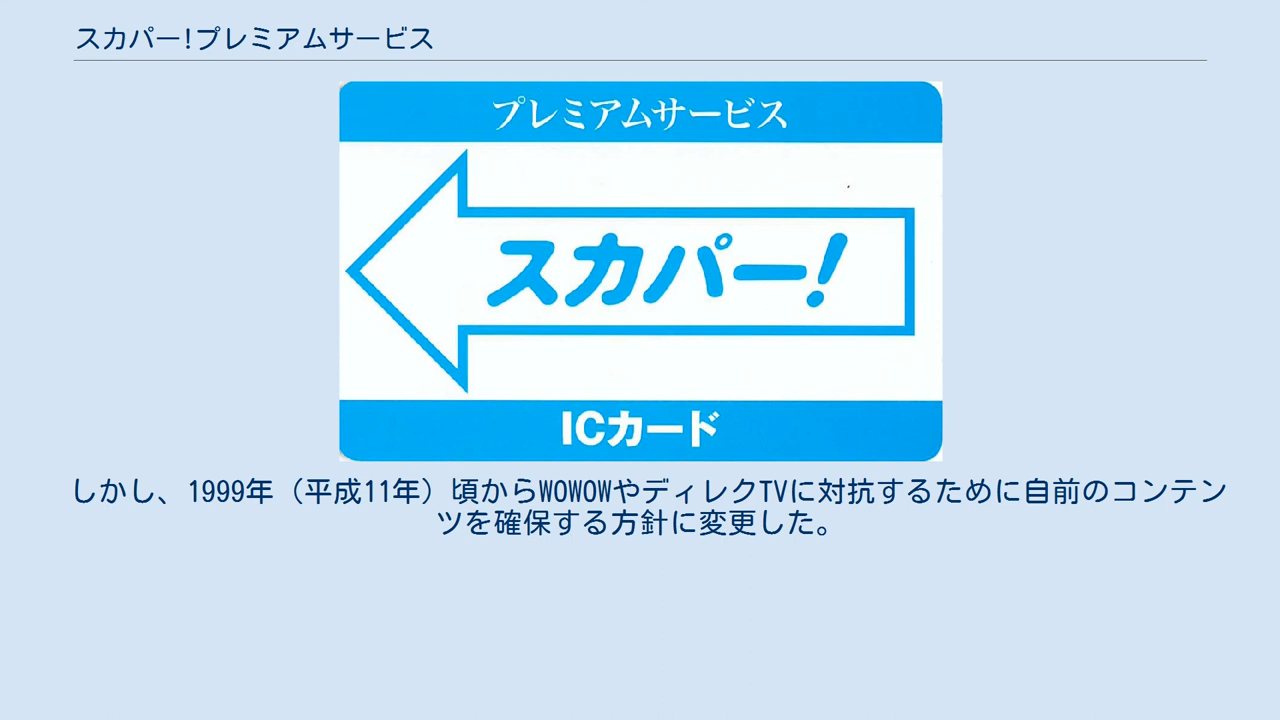 スカパー!プレミアムサービス
プレミアムサービス
スカパー!
ICカード
しかし、1999年（平成11年）頃からWOWOWやディレクTVに対抗するために自前のコンテン
ツを確保する方針に変更した。